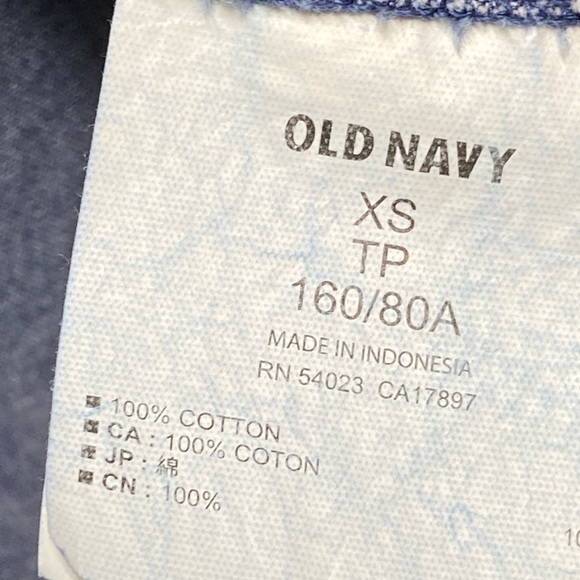 OLD NAVY
XS
TP
160/80A
MADE IN INDONESIA
RN 54023 CA17897
100% COTTON
CA : 100% COTON
JP : 綿
CN : 100%